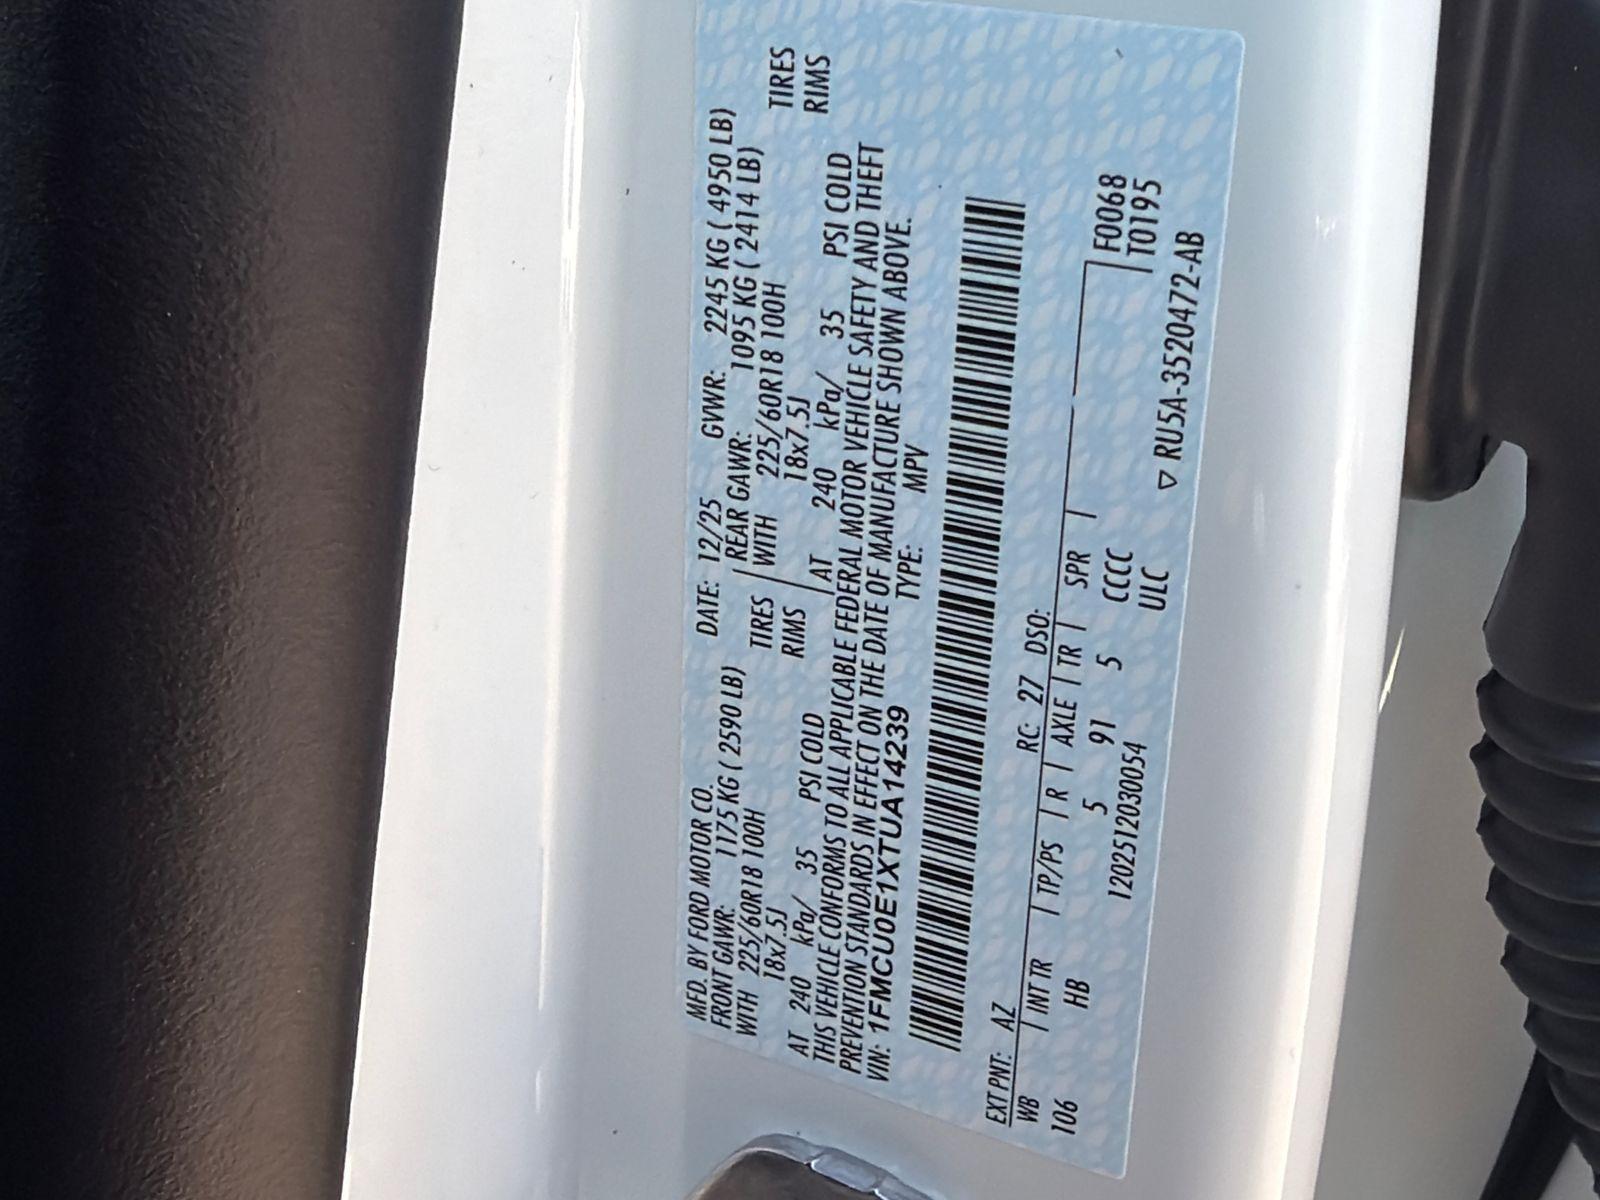 MFD. BY FORD MOTOR CO. DATE: 12/25 GVWR: 2245 KG ( 4950 LB)
FRONT GAWR: 1175 KG ( 2590 LB) REAR GAWR: 1095 KG ( 2414 LB)
WITH 225/60R18 100H TIRES WITH 225/60R18 100H TIRES
18x7.5J RIMS 18x7.5J RIMS
AT 240 kPa/ 35 PSI COLD AT 240 kPa/ 35 PSI COLD
THIS VEHICLE CONFORMS TO ALL APPLICABLE FEDERAL MOTOR VEHICLE SAFETY AND THEFT
PREVENTION STANDARDS IN EFFECT ON THE DATE OF MANUFACTURE SHOWN ABOVE.
VIN: 1FMCU0E1XTUA14239 TYPE: MPV
EXT PNT: AZ RC: 27 DSO:
WB INT TR TP/PS R AXLE TR SPR F0068
106 HB 5 91 5 CCCC T0195
1202512030054 ULC
▽ RU5A-3520472-AB